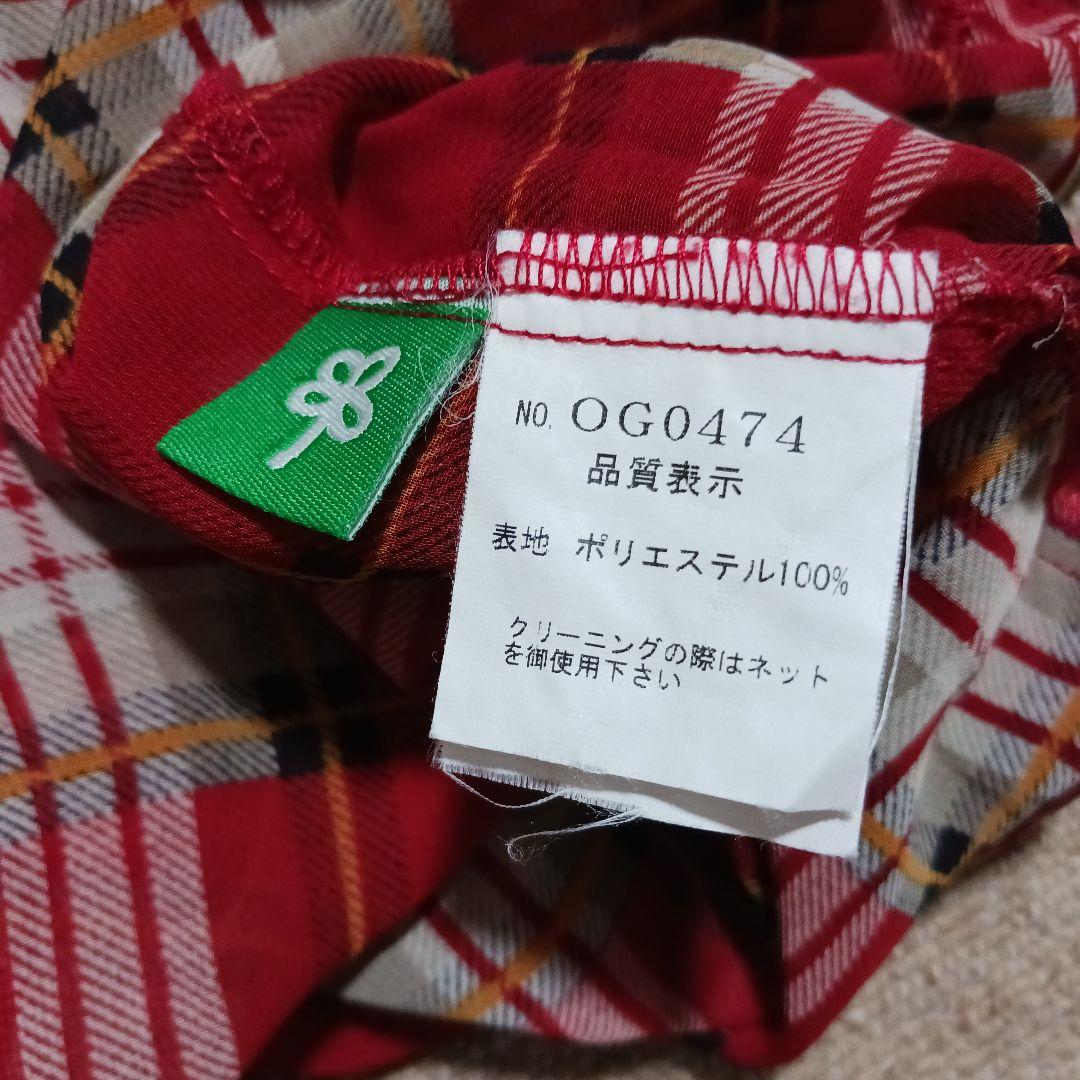 NO. OG0474
品質表示
表地 ポリエステル100%
クリーニングの際はネット
を御使用下さい